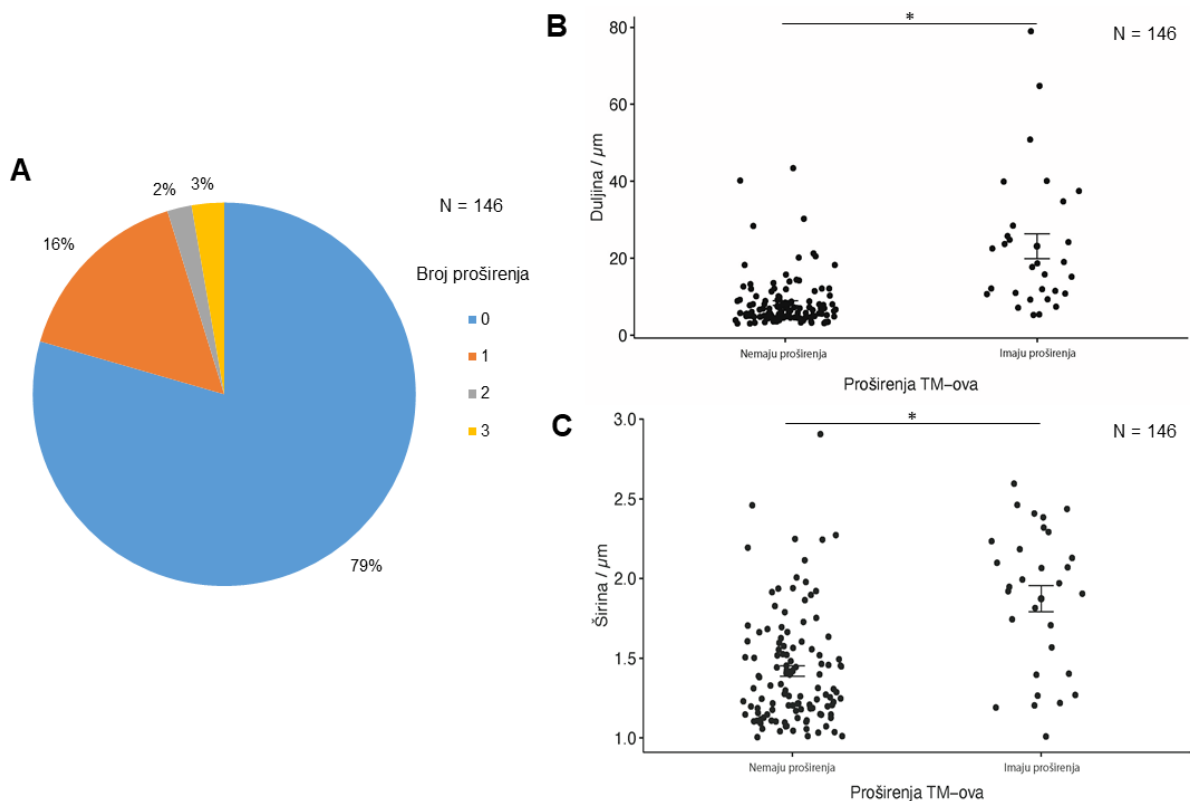 A
2%
3%
16%
79%
N = 146
Broj proširenja
0
1
2
3
B
*
N = 146
Duljina / µm
80
60
40
20
0
Nemaju proširenja
Imaju proširenja
Proširenja TM–ova
C
*
N = 146
Širina / µm
3.0
2.5
2.0
1.5
1.0
Nemaju proširenja
Imaju proširenja
Proširenja TM–ova